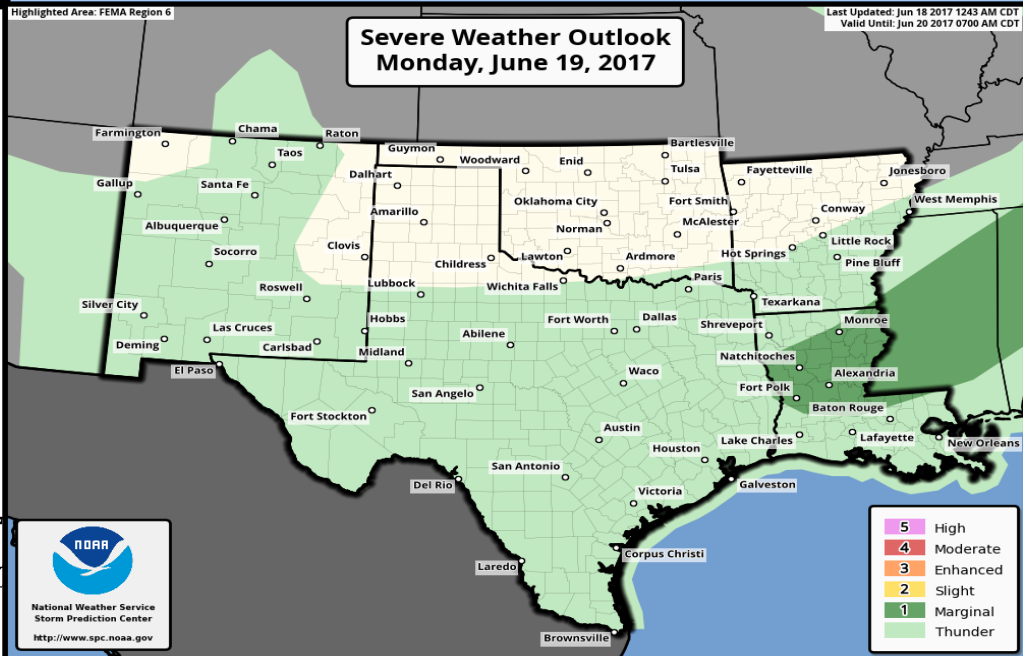 Highlighted Area: FEMA Region 6
Last Updated: Jun 18 2017 1243 AM CDT
Valid Until: Jun 20 2017 0700 AM CDT
Severe Weather Outlook
Monday, June 19, 2017
Farmington
Chama
Raton
Guymon
Bartlesville
Taos
Woodward
Enid
Tulsa
Fayetteville
Jonesboro
Gallup
Santa Fe
Dalhart
Oklahoma City
Fort Smith
West Memphis
Albuquerque
Amarillo
Norman
McAlester
Conway
Socorro
Clovis
Childress
Lawton
Ardmore
Hot Springs
Little Rock
Pine Bluff
Roswell
Lubbock
Wichita Falls
Paris
Texarkana
Silver City
Las Cruces
Hobbs
Abilene
Fort Worth
Dallas
Shreveport
Monroe
Deming
Carlsbad
Midland
Natchitoches
El Paso
San Angelo
Waco
Fort Polk
Alexandria
Fort Stockton
Baton Rouge
Austin
Houston
Lake Charles
Lafayette
New Orleans
Del Rio
San Antonio
Victoria
Galveston
Laredo
Corpus Christi
Brownsville
NOAA
National Weather Service
Storm Prediction Center
http://www.spc.noaa.gov
5 High
4 Moderate
3 Enhanced
2 Slight
1 Marginal
Thunder